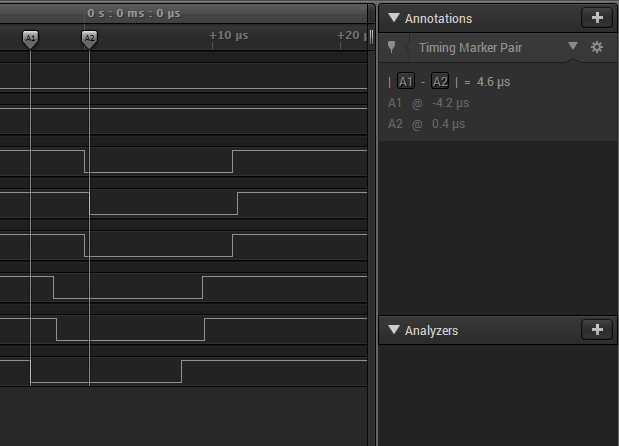 0 s : 0 ms : 0 µs
A1
A2
+10 µs
+20 µ
Annotations
Timing Marker Pair
| A1 - A2 | = 4.6 µs
A1 @ -4.2 µs
A2 @ 0.4 µs
Analyzers